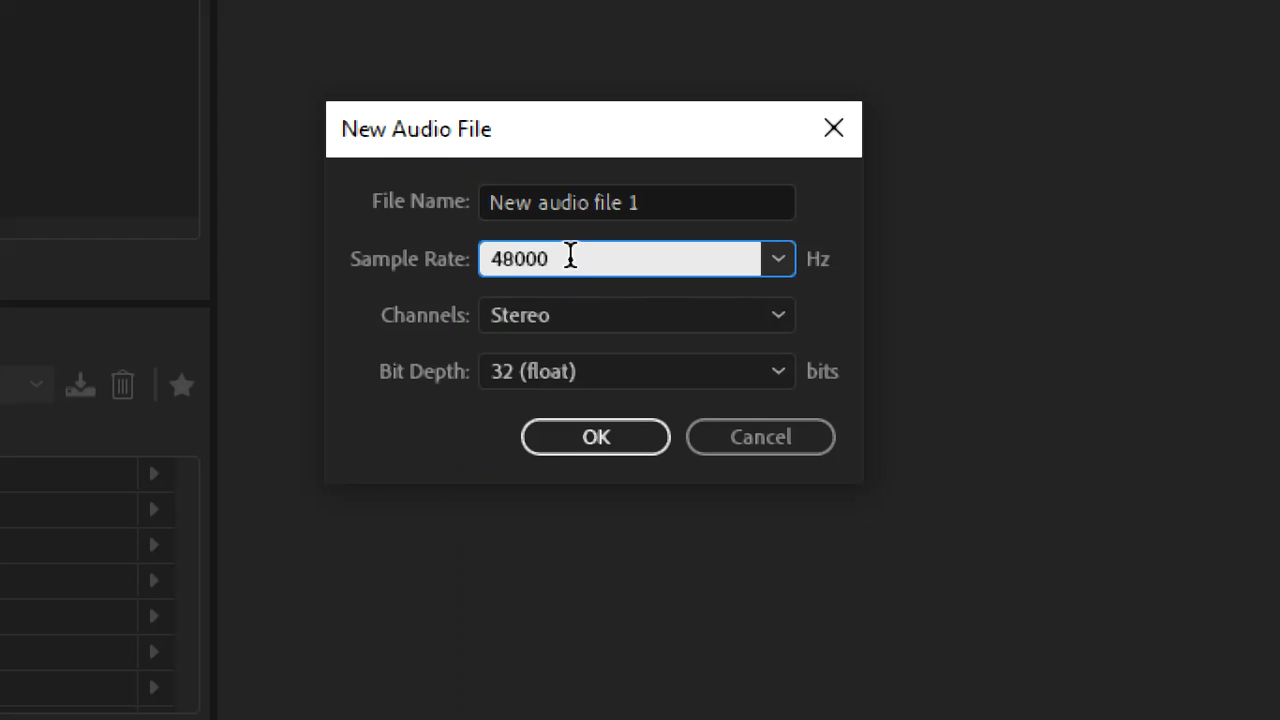 New Audio File
File Name: New audio file 1
Sample Rate: 48000 Hz
Channels: Stereo
Bit Depth: 32 (float) bits
OK Cancel